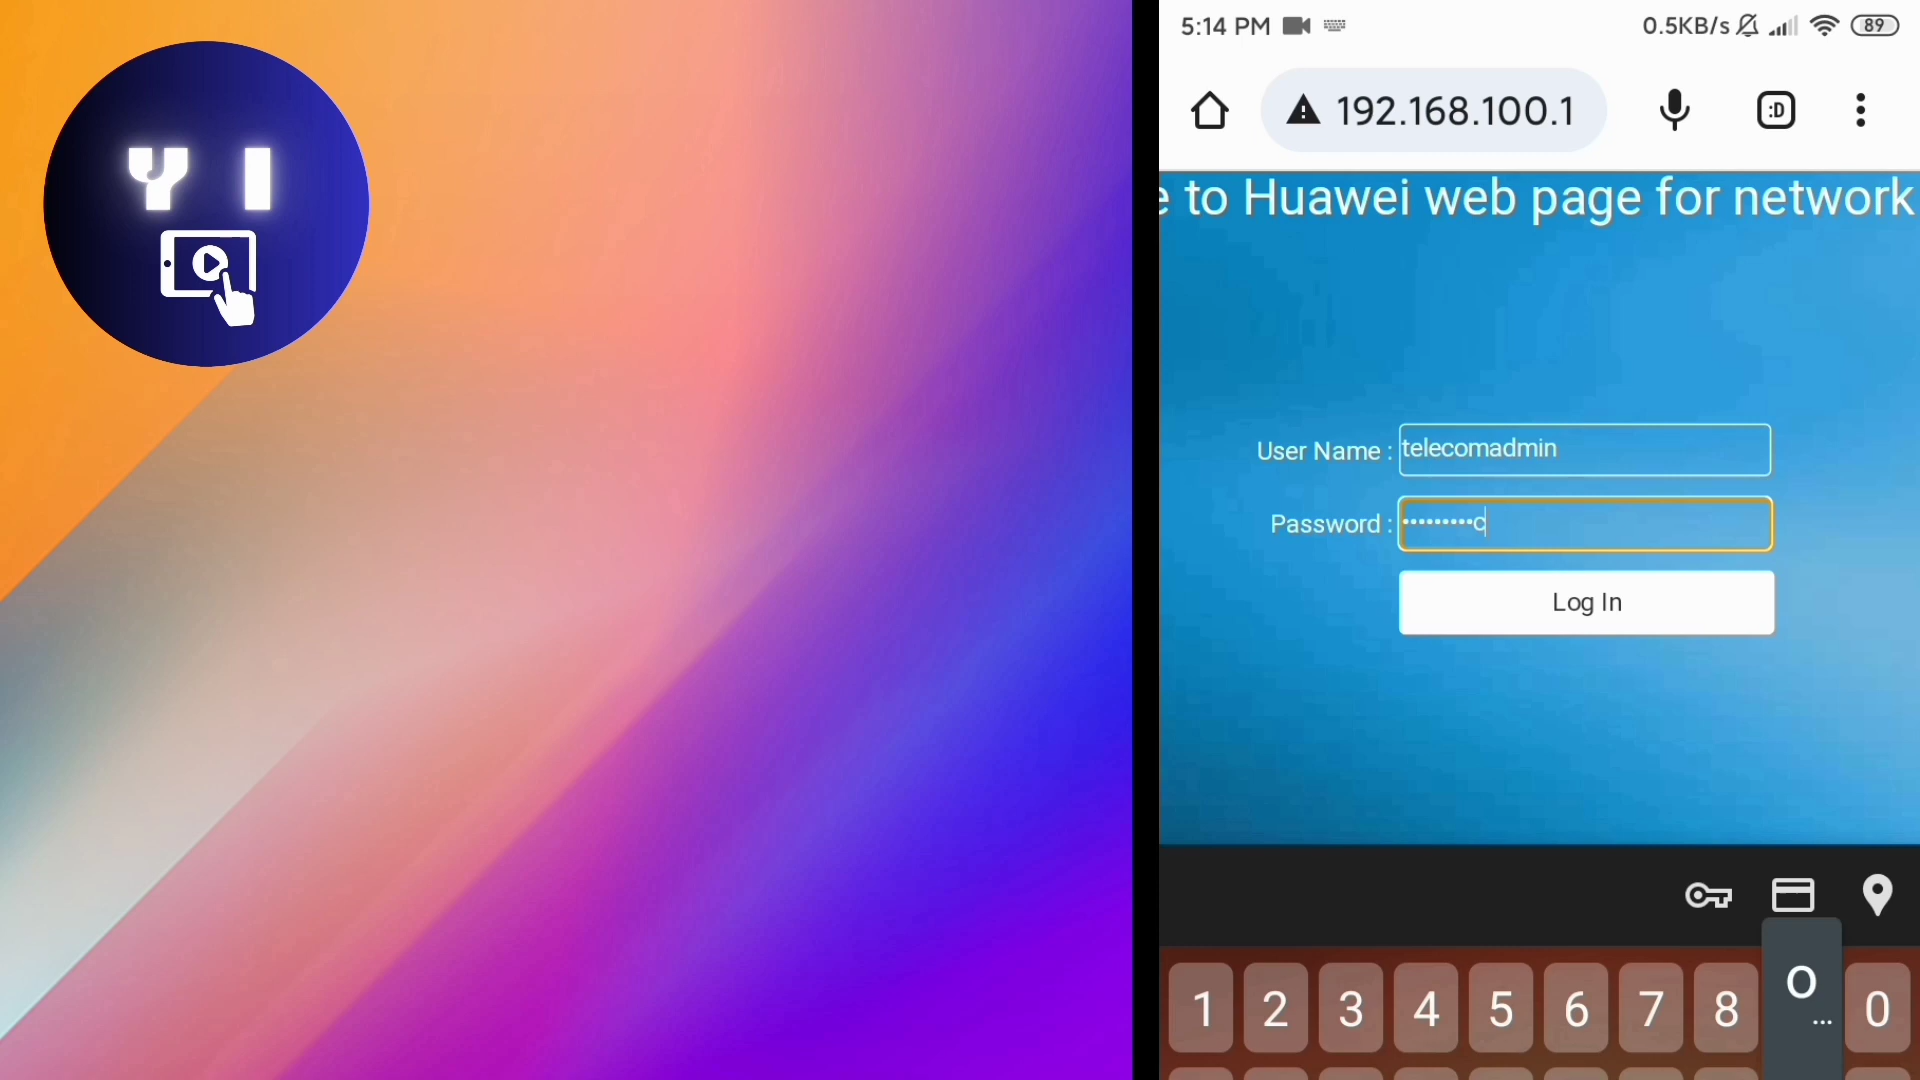 Y I
5:14 PM
0.5KB/s
89
192.168.100.1
:D
e to Huawei web page for network
User Name : telecomadmin
Password : •••••••••c
Log In
o
...
1 2 3 4 5 6 7 8 0